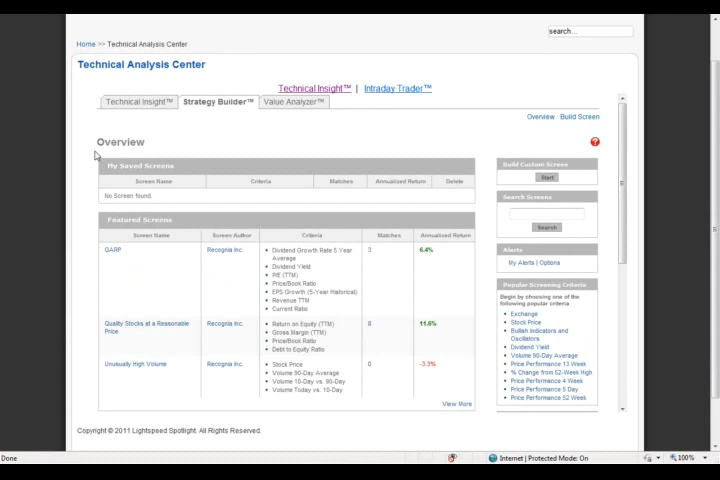 search...
Home >> Technical Analysis Center
Technical Analysis Center
Technical Insight™ | Intraday Trader™
Technical Insight™ Strategy Builder™ Value Analyzer™
Overview Build Screen
Overview
My Saved Screens
Screen Name Criteria Matches Annualized Return Delete
No Screen found.
Featured Screens
Screen Name Screen Author Criteria Matches Annualized Return
GARP Recognia Inc. • Dividend Growth Rate 5 Year Average 3 6.4%
• Dividend Yield
• P/E (TTM)
• Price/Book Ratio
• EPS Growth (5-Year Historical)
• Revenue TTM
• Current Ratio
Quality Stocks at a Reasonable Price Recognia Inc. • Return on Equity (TTM) 8 11.6%
• Gross Margin (TTM)
• Price/Book Ratio
• Debt to Equity Ratio
Unusually High Volume Recognia Inc. • Stock Price 0 -3.3%
• Volume 90-Day Average
• Volume 10-Day vs. 90-Day
• Volume Today vs. 10-Day
View More
Build Custom Screen
Start
Search Screens
Search
Alerts
My Alerts | Options
Popular Screening Criteria
Begin by choosing one of the
following popular criteria
• Exchange
• Stock Price
• Bullish Indicators and
Oscillators
• Dividend Yield
• Volume 90-Day Average
• Price Performance 13 Week
• % Change from 52-Week High
• Price Performance 4 Week
• Price Performance 5 Day
• Price Performance 52 Week
Copyright © 2011 Lightspeed Spotlight. All Rights Reserved.
Done Internet | Protected Mode: On 100%